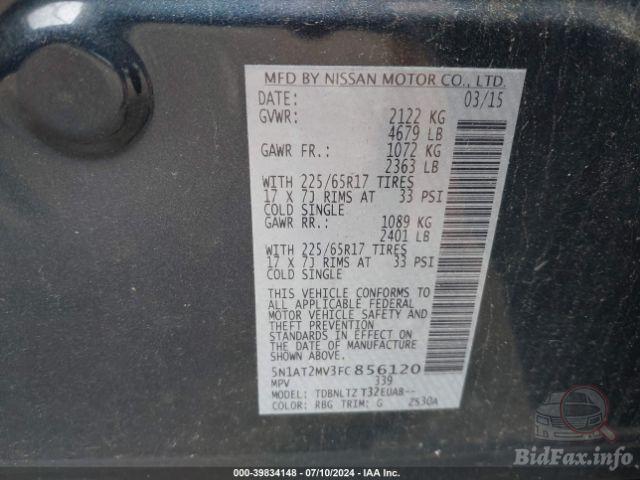 MFD BY NISSAN MOTOR CO., LTD.
DATE: 03/15
GVWR: 2122 KG
4679 LB
GAWR FR.: 1072 KG
2363 LB
WITH 225/65R17 TIRES
17 X 7J RIMS AT 33 PSI
COLD SINGLE
GAWR RR.: 1089 KG
2401 LB
WITH 225/65R17 TIRES
17 X 7J RIMS AT 33 PSI
COLD SINGLE
THIS VEHICLE CONFORMS TO
ALL APPLICABLE FEDERAL
MOTOR VEHICLE SAFETY AND
THEFT PREVENTION
STANDARDS IN EFFECT ON
THE DATE OF MANUFACTURE
SHOWN ABOVE.
5N1AT2MV3FC856120
MPV 339
MODEL: TDBNLTZ T32EUA8--
COLOR: RBG TRIM: G 2S30A
BidFax.info
000-39834148 - 07/10/2024 - IAA Inc.